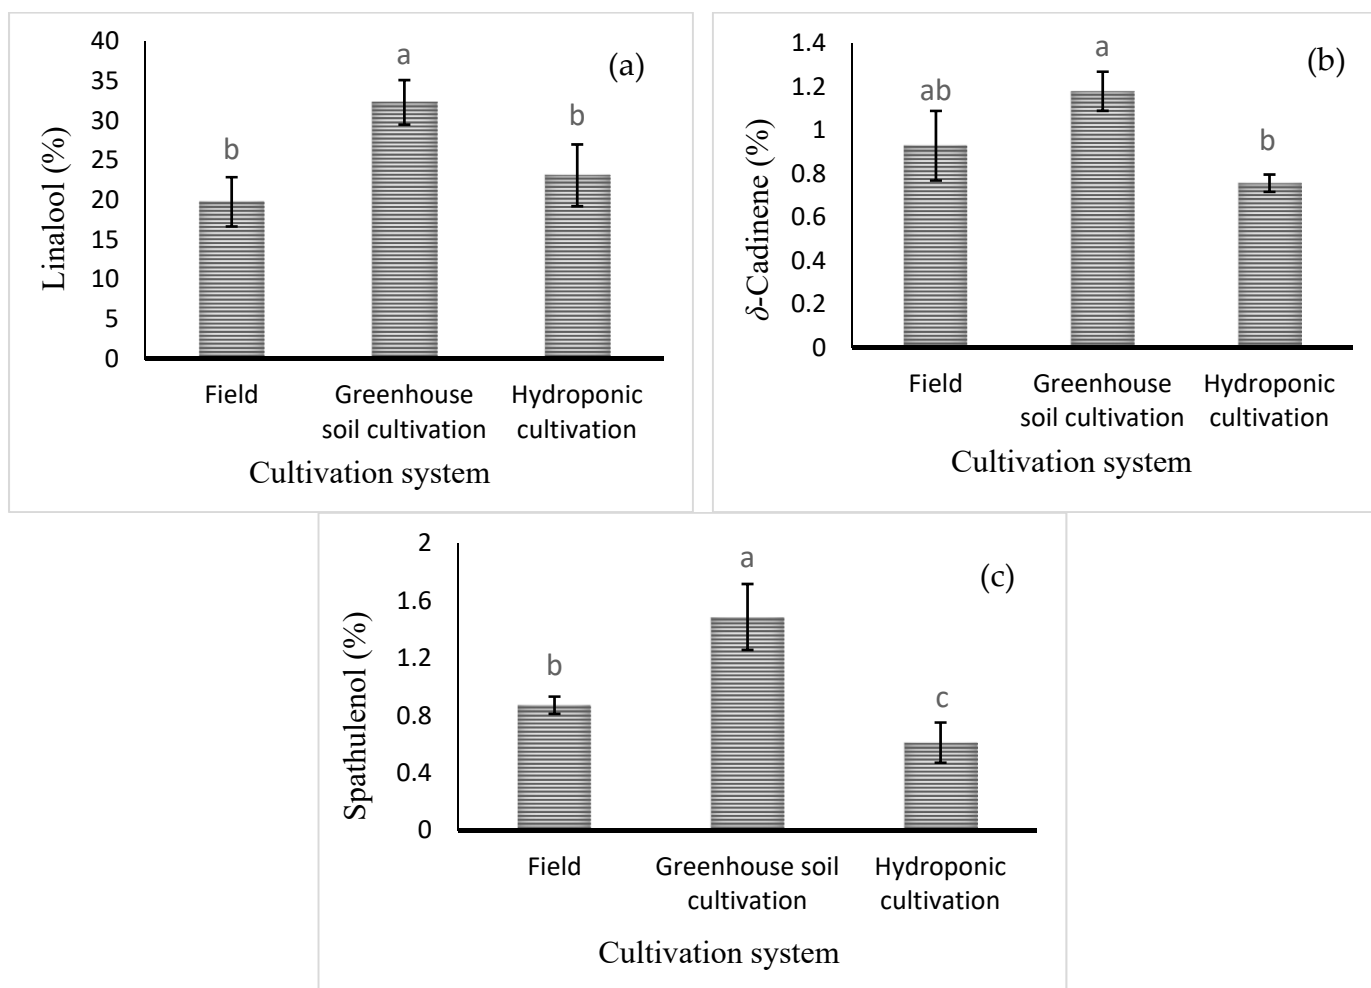 (a)
Linalool (%)
40
35
30
25
20
15
10
5
0
b
a
b
Field
Greenhouse
soil cultivation
Hydroponic
cultivation
Cultivation system
(b)
δ-Cadinene (%)
1.4
1.2
1
0.8
0.6
0.4
0.2
0
ab
a
b
Field
Greenhouse
soil cultivation
Hydroponic
cultivation
Cultivation system
(c)
Spathulenol (%)
2
1.6
1.2
0.8
0.4
0
b
a
c
Field
Greenhouse soil
cultivation
Hydroponic
cultivation
Cultivation system